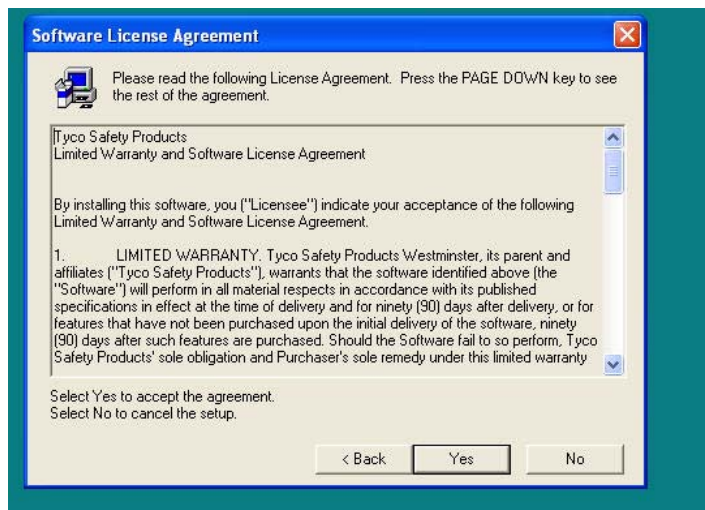 Software License Agreement
Please read the following License Agreement. Press the PAGE DOWN key to see
the rest of the agreement.
Tyco Safety Products
Limited Warranty and Software License Agreement
By installing this software, you ("Licensee") indicate your acceptance of the following
Limited Warranty and Software License Agreement.
1. LIMITED WARRANTY. Tyco Safety Products Westminster, its parent and
affiliates ("Tyco Safety Products"), warrants that the software identified above (the
"Software") will perform in all material respects in accordance with its published
specifications in effect at the time of delivery and for ninety (90) days after delivery, or for
features that have not been purchased upon the initial delivery of the software, ninety
(90) days after such features are purchased. Should the Software fail to so perform, Tyco
Safety Products' sole obligation and Purchaser's sole remedy under this limited warranty
Select Yes to accept the agreement.
Select No to cancel the setup.
< Back Yes No